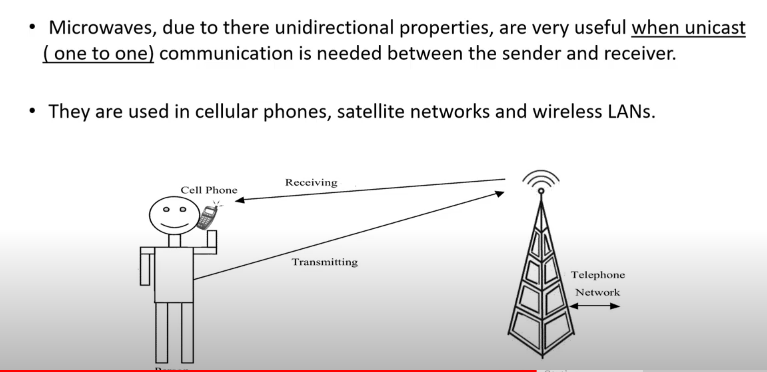 • Microwaves, due to there unidirectional properties, are very useful when unicast
( one to one) communication is needed between the sender and receiver.
• They are used in cellular phones, satellite networks and wireless LANs.
Cell Phone
Receiving
Transmitting
Telephone
Network